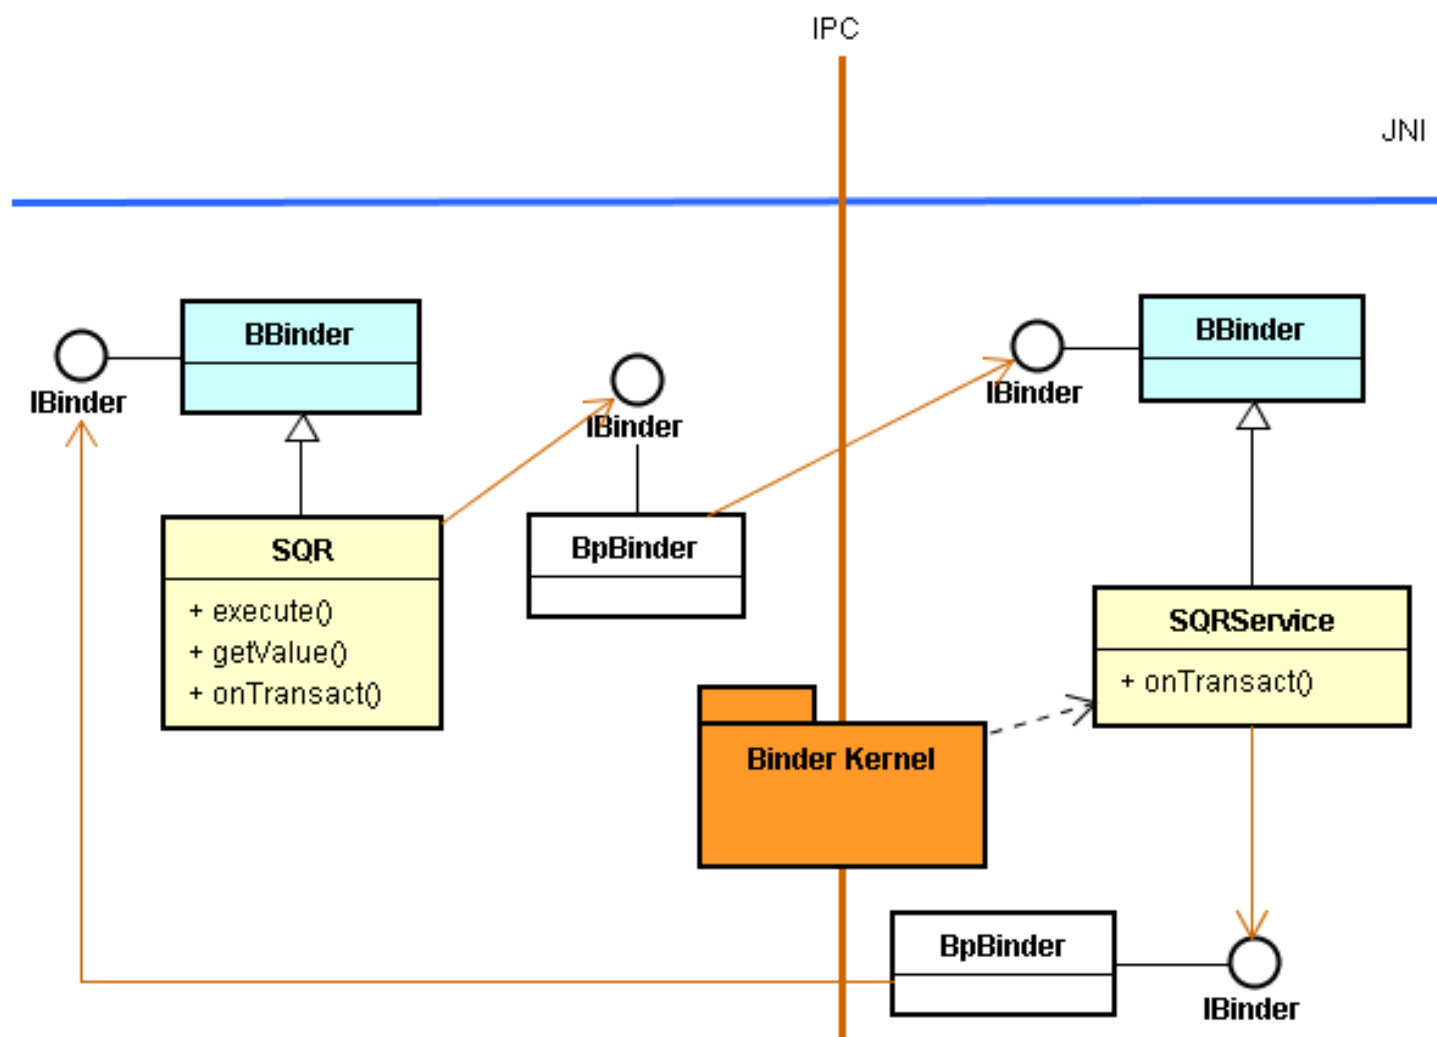 IPC
JNI
BBinder
IBinder
SQR
+ execute()
+ getValue()
+ onTransact()
IBinder
BpBinder
BBinder
IBinder
SQRService
+ onTransact()
Binder Kernel
BpBinder
IBinder